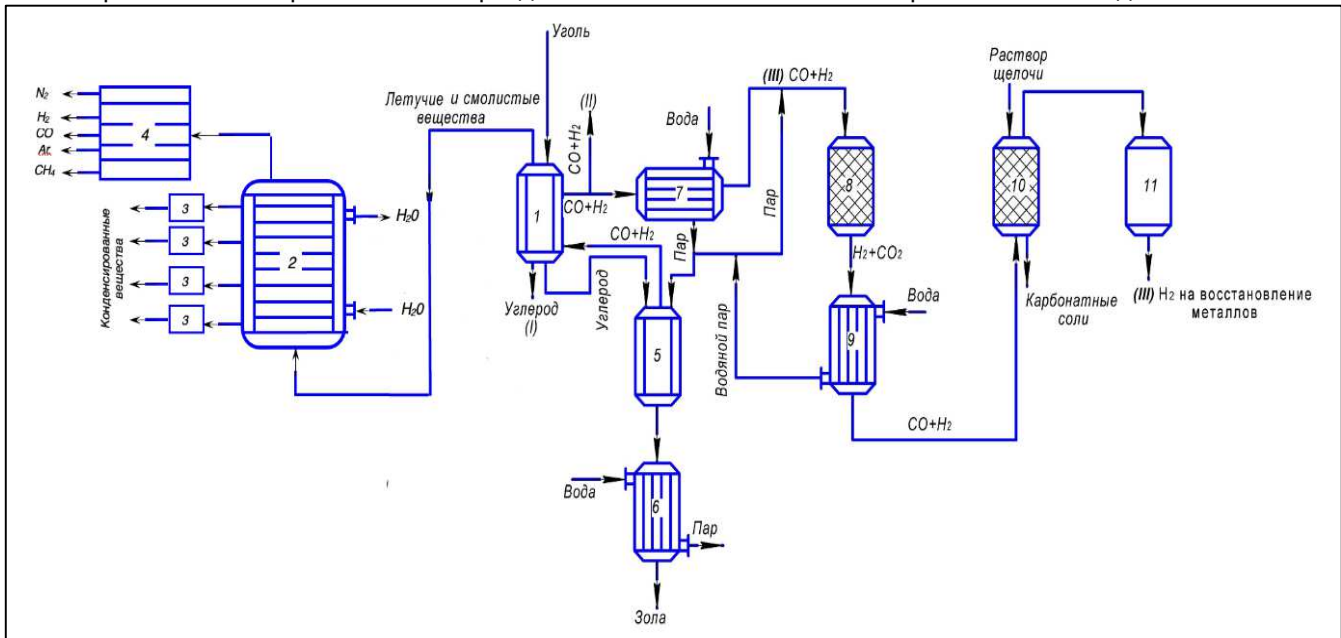 Уголь
(III) CO+H2
Раствор
щелочи
N2
H2
CO
Ar
CH4
4
Летучие и смолистые
вещества
CO+H2
(II)
Вода
7
8
10
11
1
CO+H2
Пар
3
3
3
3
2
H2O
H2O
Конденсированные
вещества
CO+H2
Пар
H2+CO2
Углерод
(I)
Углерод
Карбонатные
соли
(III) H2 на восстановление
металлов
5
Водяной пар
9
Вода
CO+H2
Вода
6
Пар
Зола